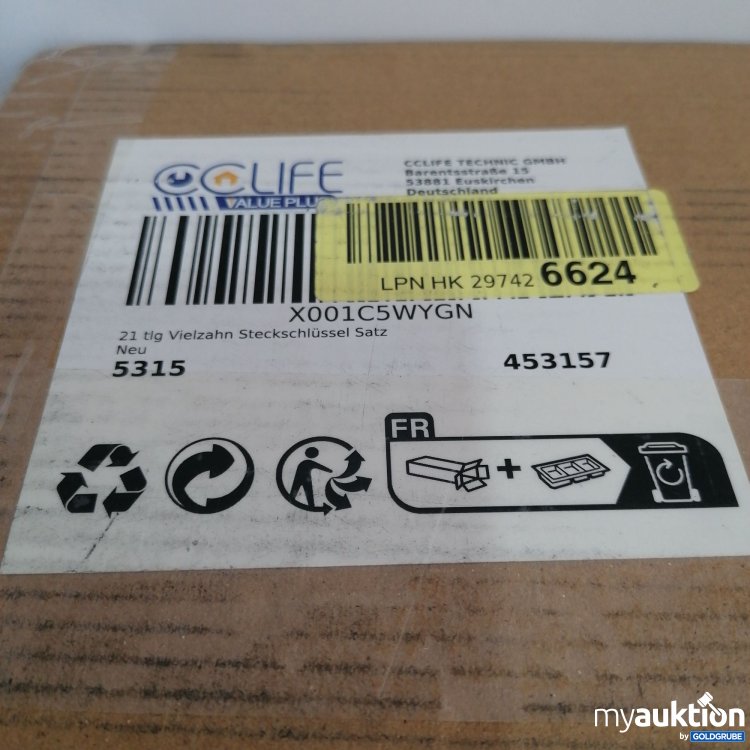 CCLIFE
VALUE PLU
CCLIFE TECHNIC GMBH
Barentsstraße 15
53881 Euskirchen
Deutschland
LPN HK 29742 6624
X001C5WYGN
21 tlg Vielzahn Steckschlüssel Satz
Neu
5315
453157
FR
+
myauktion
by GOLDGRUBE